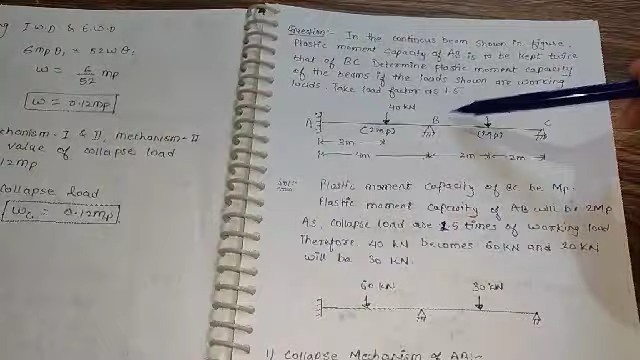 I W.D & E.W.D
6mpθ, = 52Wθ,
W = 6/52 mp
W = 0.12mp
mechanism - I & II, mechanism-II
value of collapse load
12mp
collapse load
Wc = 0.12mp
Question:- In the continuous beam shown in figure,
Plastic moment capacity of AB is to be kept twice
that of BC. Determine plastic moment capacity
of the beams if the loads shown are working
loads. Take load factor as 1.5.
40 kN
A B C
(2mp) (mp)
3m
2m 2m
Plastic moment capacity of BC be Mp.
Plastic moment capacity of AB will be 2Mp
As, collapse load are 1.5 times of working load
Therefore 40 kN becomes 60 kN and 20 kN
will be 30 kN.
60 kN 30 kN
1) Collapse Mechanism of AB:-